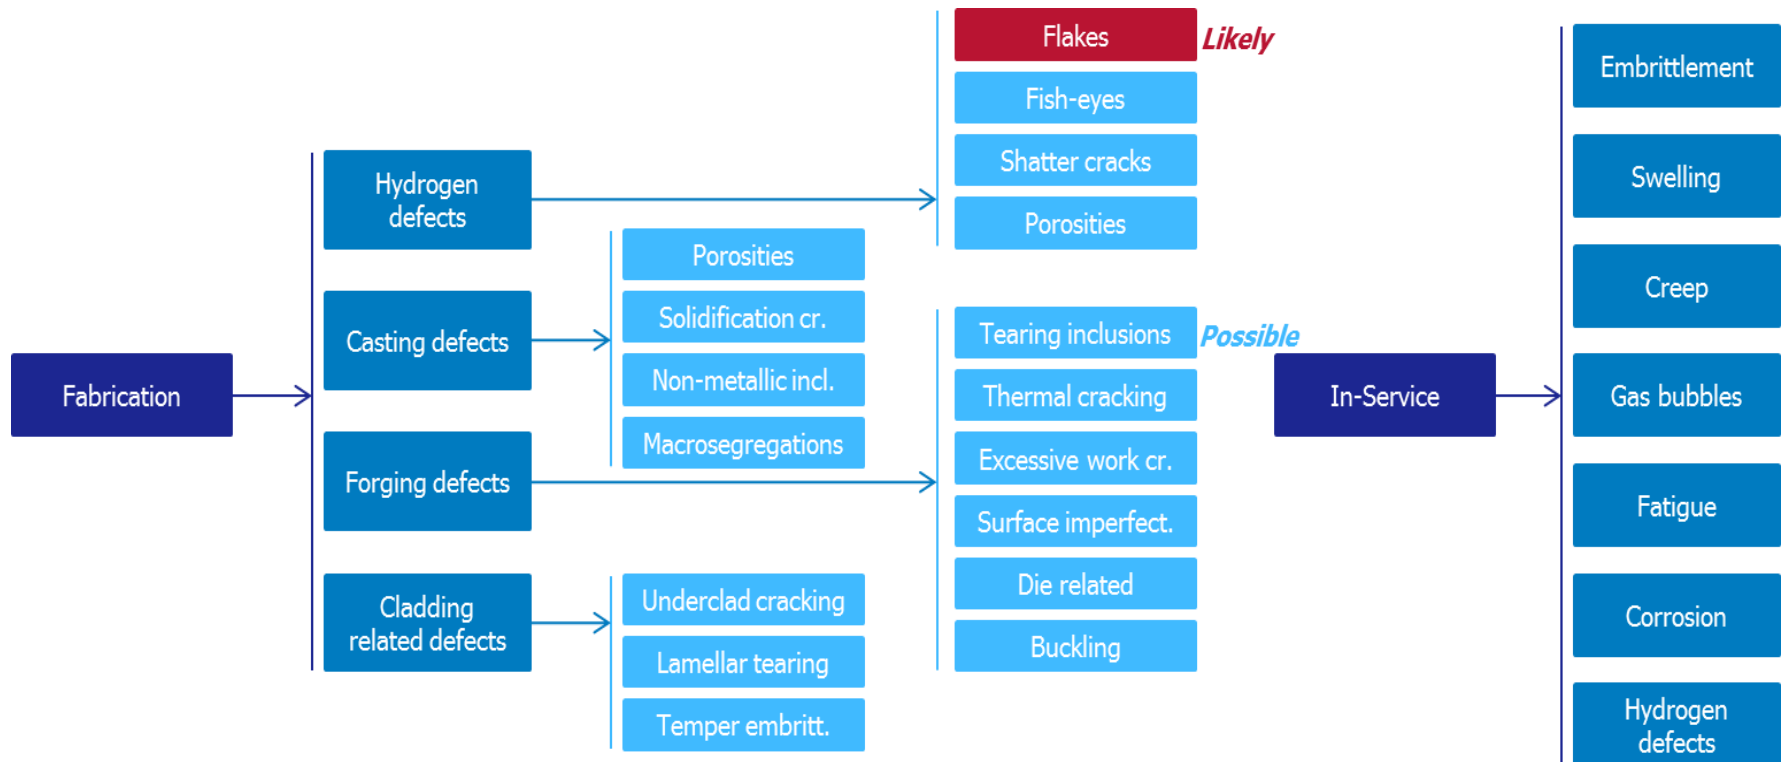 Fabrication
Hydrogen
defects
Casting defects
Forging defects
Cladding
related defects
Porosities
Solidification cr.
Non-metallic incl.
Macrosegregations
Underclad cracking
Lamellar tearing
Temper embritt.
Flakes
Likely
Fish-eyes
Shatter cracks
Porosities
Tearing inclusions
Possible
Thermal cracking
Excessive work cr.
Surface imperfect.
Die related
Buckling
In-Service
Embrittlement
Swelling
Creep
Gas bubbles
Fatigue
Corrosion
Hydrogen
defects